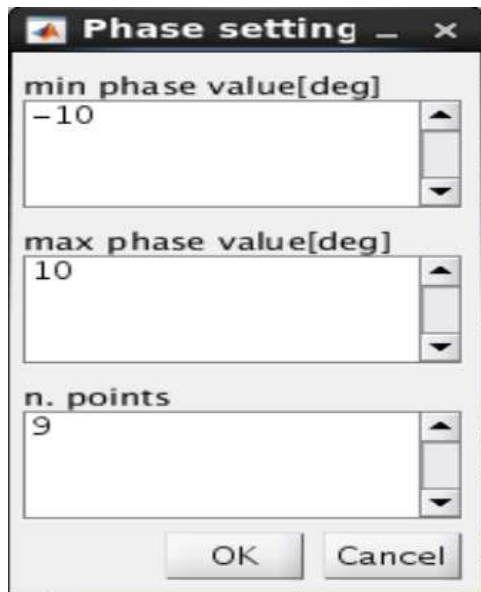 Phase setting
min phase value[deg]
−10
max phase value[deg]
10
n. points
9
OK Cancel